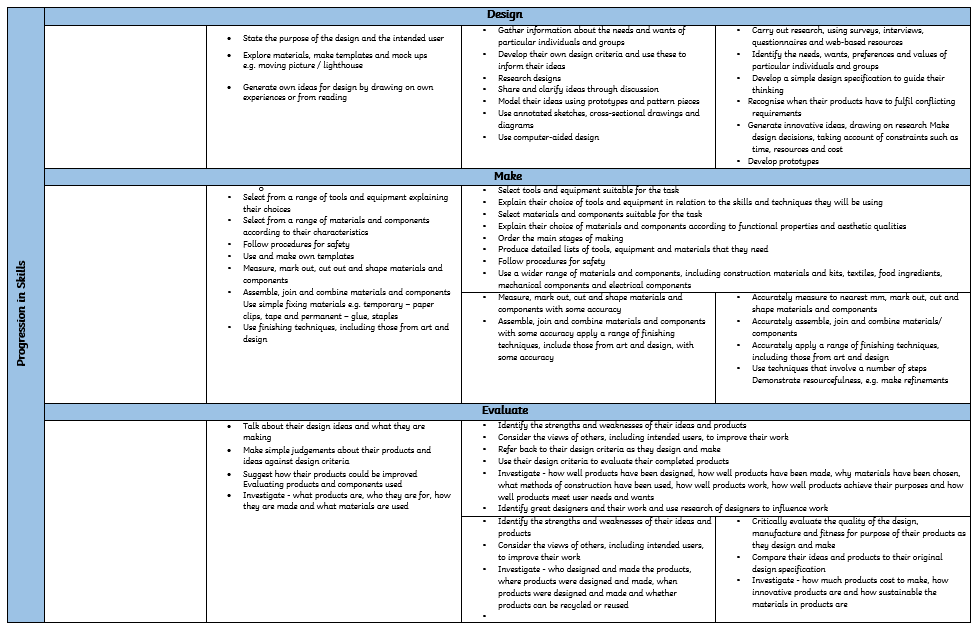 Progression in Skills
Design
• State the purpose of the design and the intended user
• Explore materials, make templates and mock ups
e.g. moving picture / lighthouse
• Generate own ideas for design by drawing on own
experiences or from reading
• Gather information about the needs and wants of
particular individuals and groups
• Develop their own design criteria and use these to
inform their ideas
• Research designs
• Share and clarify ideas through discussion
• Model their ideas using prototypes and pattern pieces
• Use annotated sketches, cross-sectional drawings and
diagrams
• Use computer-aided design
• Carry out research, using surveys, interviews,
questionnaires and web-based resources
• Identify the needs, wants, preferences and values of
particular individuals and groups
• Develop a simple design specification to guide their
thinking
• Recognise when their products have to fulfil conflicting
requirements
• Generate innovative ideas, drawing on research Make
design decisions, taking account of constraints such as
time, resources and cost
• Develop prototypes
Make
o
• Select from a range of tools and equipment explaining
their choices
• Select from a range of materials and components
according to their characteristics
• Follow procedures for safety
• Use and make own templates
• Measure, mark out, cut out and shape materials and
components
• Assemble, join and combine materials and components
Use simple fixing materials e.g. temporary – paper
clips, tape and permanent – glue, staples
• Use finishing techniques, including those from art and
design
• Select tools and equipment suitable for the task
• Explain their choice of tools and equipment in relation to the skills and techniques they will be using
• Select materials and components suitable for the task
• Explain their choice of materials and components according to functional properties and aesthetic qualities
• Order the main stages of making
• Produce detailed lists of tools, equipment and materials that they need
• Follow procedures for safety
• Use a wider range of materials and components, including construction materials and kits, textiles, food ingredients,
mechanical components and electrical components
• Measure, mark out, cut and shape materials and
components with some accuracy
• Assemble, join and combine materials and components
with some accuracy apply a range of finishing
techniques, include those from art and design, with
some accuracy
• Accurately measure to nearest mm, mark out, cut and
shape materials and components
• Accurately assemble, join and combine materials/
components
• Accurately apply a range of finishing techniques,
including those from art and design
• Use techniques that involve a number of steps
Demonstrate resourcefulness, e.g. make refinements
Evaluate
• Talk about their design ideas and what they are
making
• Make simple judgements about their products and
ideas against design criteria
• Suggest how their products could be improved
Evaluating products and components used
• Investigate - what products are, who they are for, how
they are made and what materials are used
• Identify the strengths and weaknesses of their ideas and products
• Consider the views of others, including intended users, to improve their work
• Refer back to their design criteria as they design and make
• Use their design criteria to evaluate their completed products
• Investigate - how well products have been designed, how well products have been made, why materials have been chosen,
what methods of construction have been used, how well products work, how well products achieve their purposes and how
well products meet user needs and wants
• Identify great designers and their work and use research of designers to influence work
• Identify the strengths and weaknesses of their ideas and
products
• Consider the views of others, including intended users,
to improve their work
• Investigate - who designed and made the products,
where products were designed and made, when
products were designed and made and whether
products can be recycled or reused
•
• Critically evaluate the quality of the design,
manufacture and fitness for purpose of their products as
they design and make
• Compare their ideas and products to their original
design specification
• Investigate - how much products cost to make, how
innovative products are and how sustainable the
materials in products are